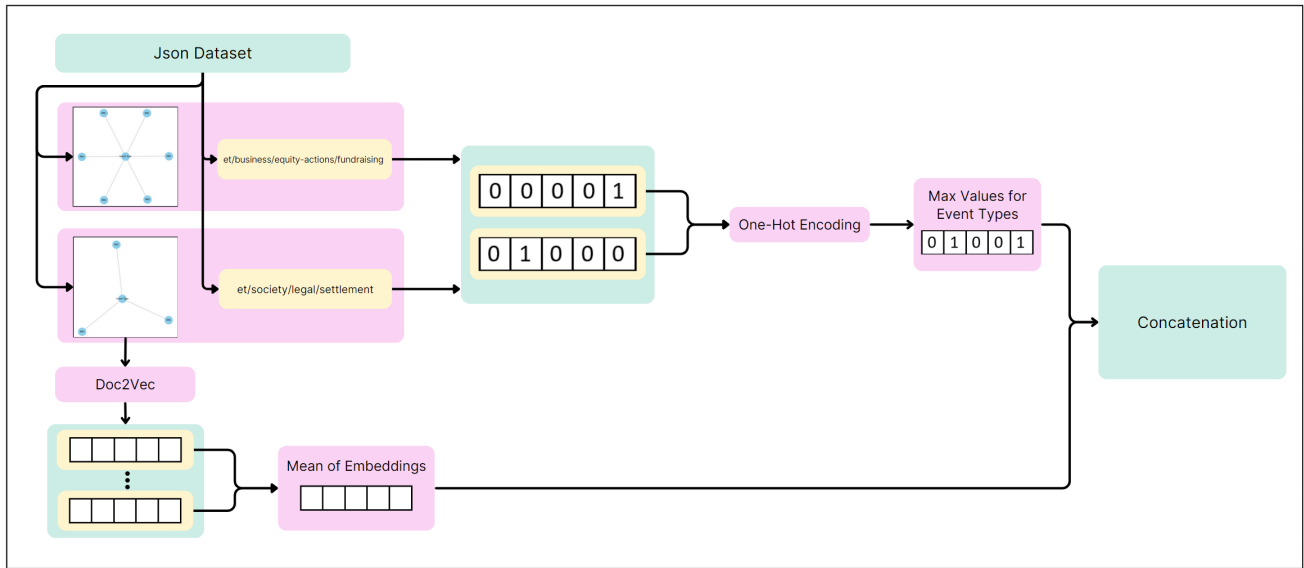 Json Dataset
et/business/equity-actions/fundraising
et/society/legal/settlement
0 0 0 0 1
0 1 0 0 0
One-Hot Encoding
Max Values for
Event Types
0 1 0 0 1
Concatenation
Doc2Vec
Mean of Embeddings